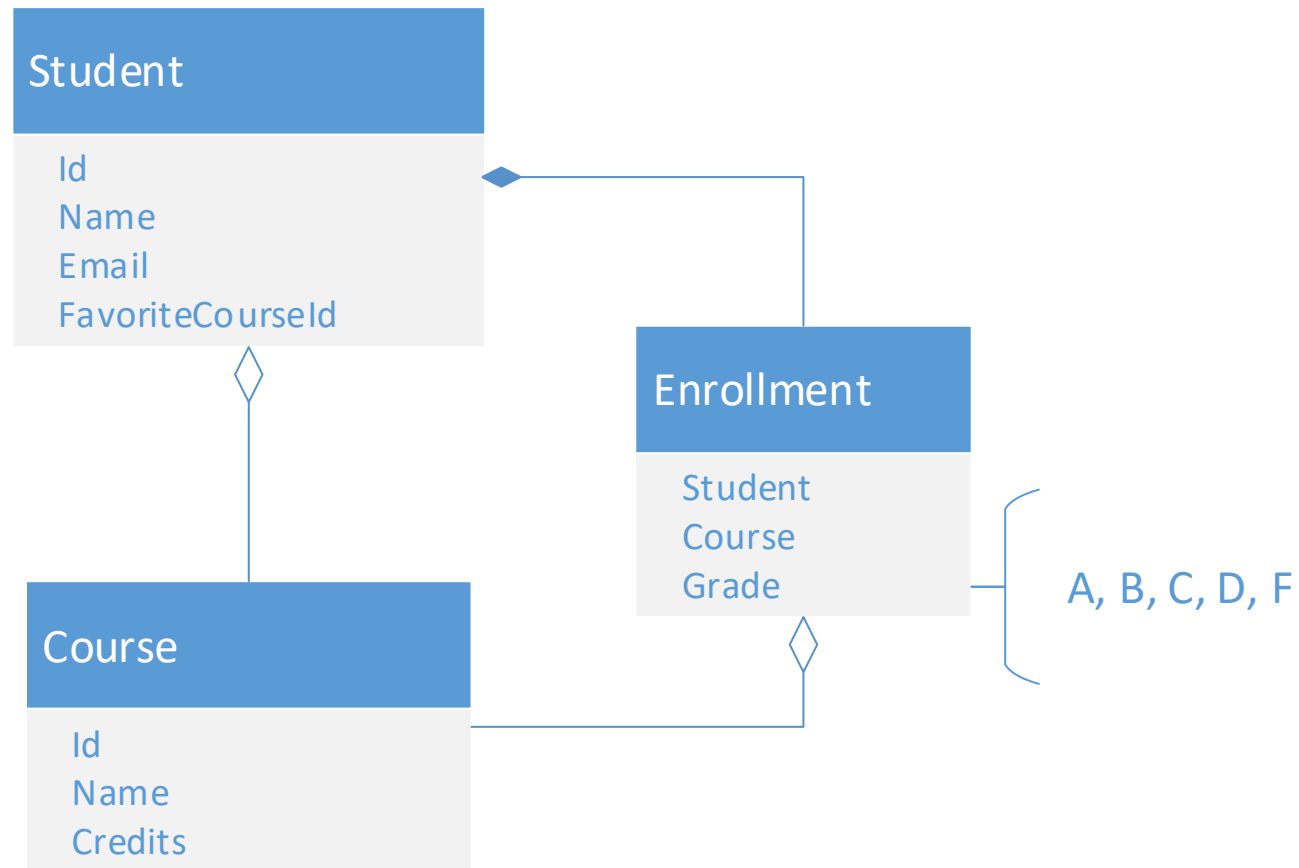 Student
Id
Name
Email
FavoriteCourseId
Enrollment
Student
Course
Grade
A, B, C, D, F
Course
Id
Name
Credits